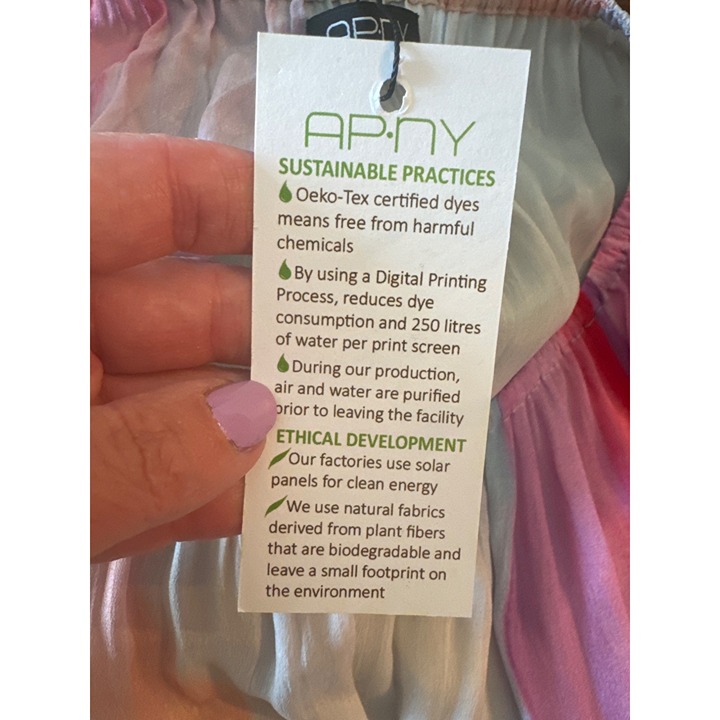 AP·NY
AP·NY
SUSTAINABLE PRACTICES
Oeko-Tex certified dyes
means free from harmful
chemicals
By using a Digital Printing
Process, reduces dye
consumption and 250 litres
of water per print screen
During our production,
air and water are purified
prior to leaving the facility
ETHICAL DEVELOPMENT
Our factories use solar
panels for clean energy
We use natural fabrics
derived from plant fibers
that are biodegradable and
leave a small footprint on
the environment